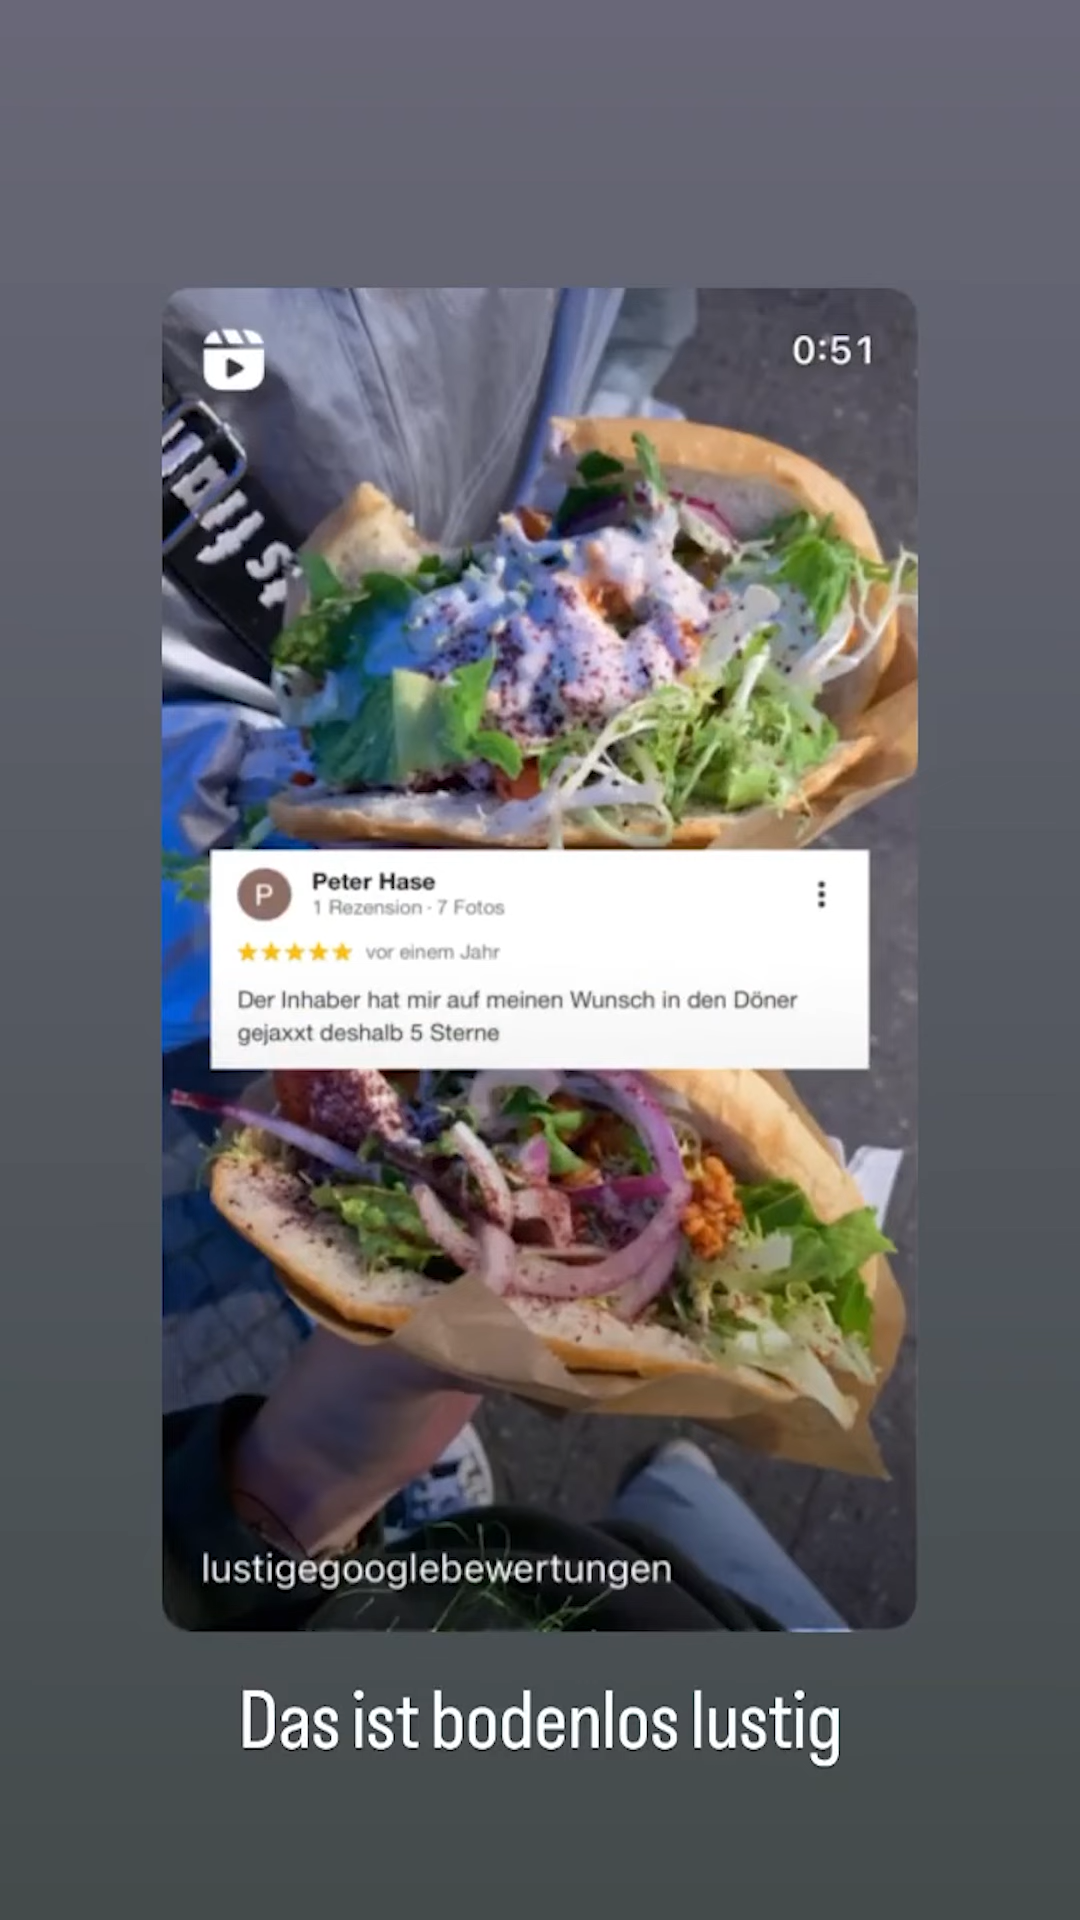 0:51
Peter Hase
P
1 Rezension · 7 Fotos
vor einem Jahr
Der Inhaber hat mir auf meinen Wunsch in den Döner
gejaxxt deshalb 5 Sterne
lustigegooglebewertungen
Das ist bodenlos lustig